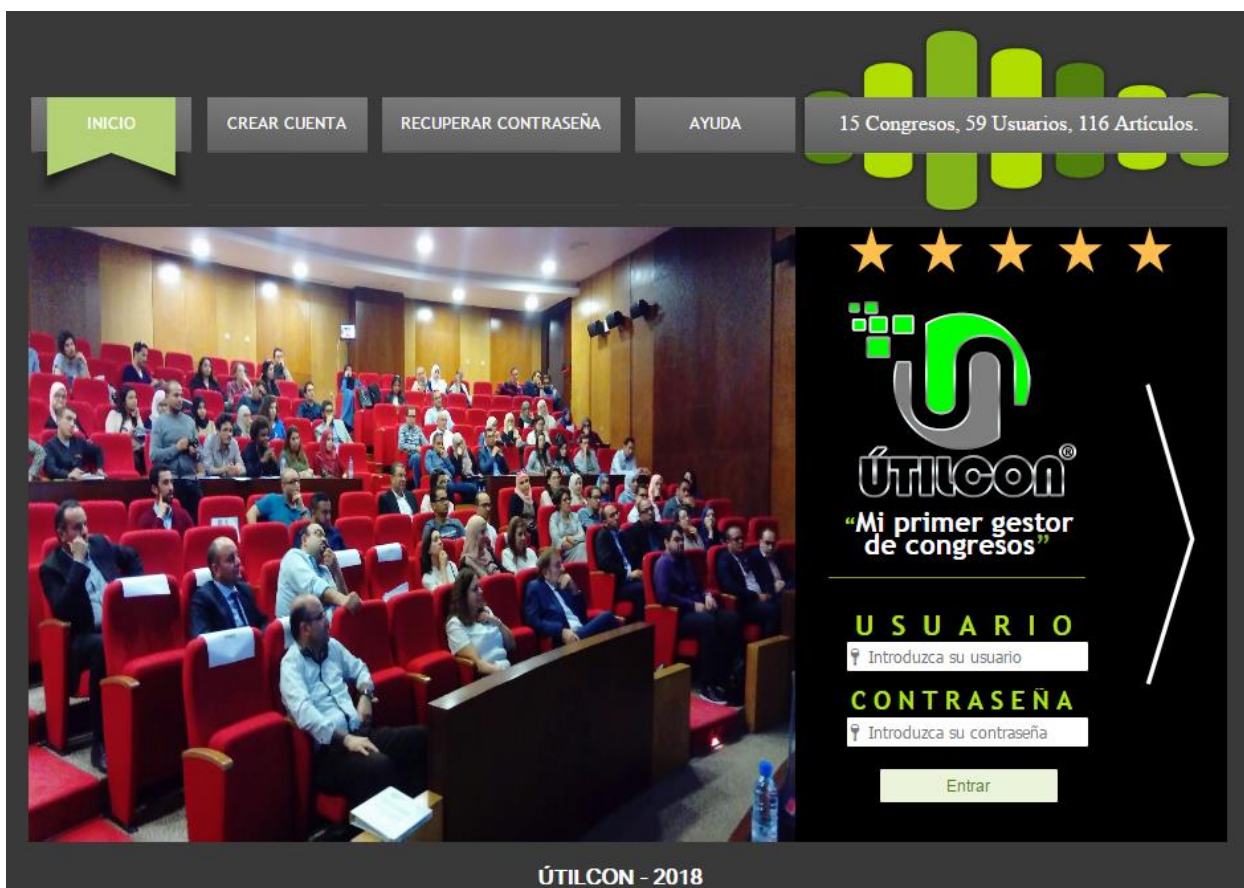 INICIO
CREAR CUENTA
RECUPERAR CONTRASEÑA
AYUDA
15 Congresos, 59 Usuarios, 116 Artículos.
ÚTILCON®
“Mi primer gestor
de congresos”
USUARIO
Introduzca su usuario
CONTRASEÑA
Introduzca su contraseña
Entrar
ÚTILCON - 2018